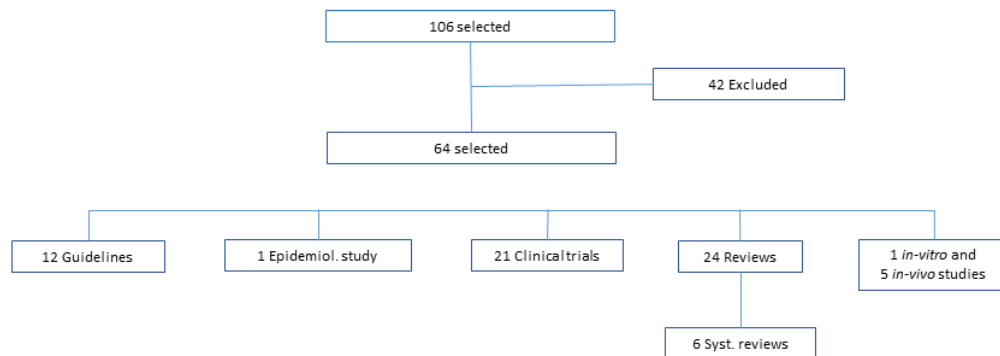 106 selected
42 Excluded
64 selected
12 Guidelines
1 Epidemiol. study
21 Clinical trials
24 Reviews
1 in-vitro and
5 in-vivo studies
6 Syst. reviews